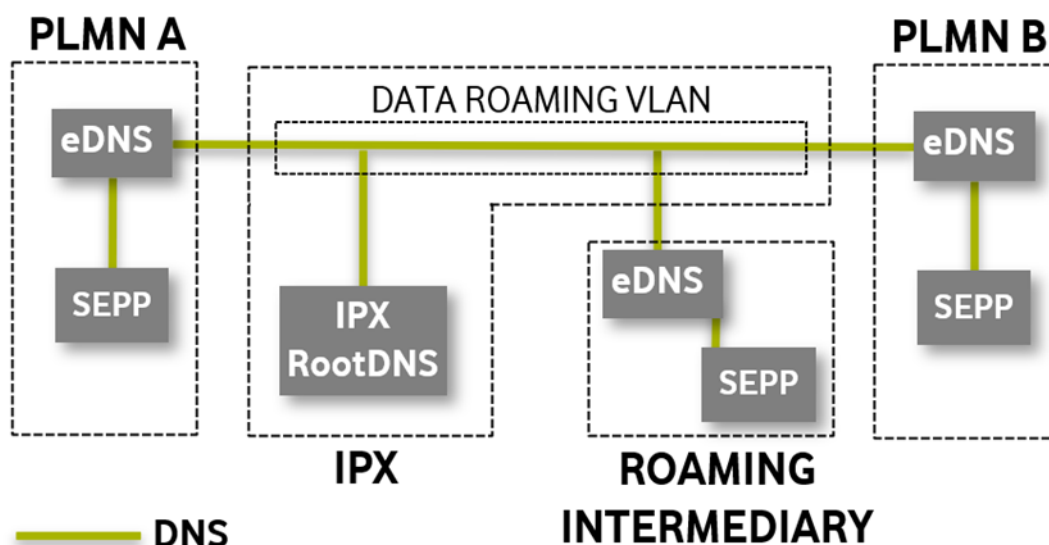 PLMN A
PLMN B
DATA ROAMING VLAN
eDNS
eDNS
SEPP
IPX
RootDNS
eDNS
SEPP
SEPP
IPX
ROAMING
INTERMEDIARY
DNS